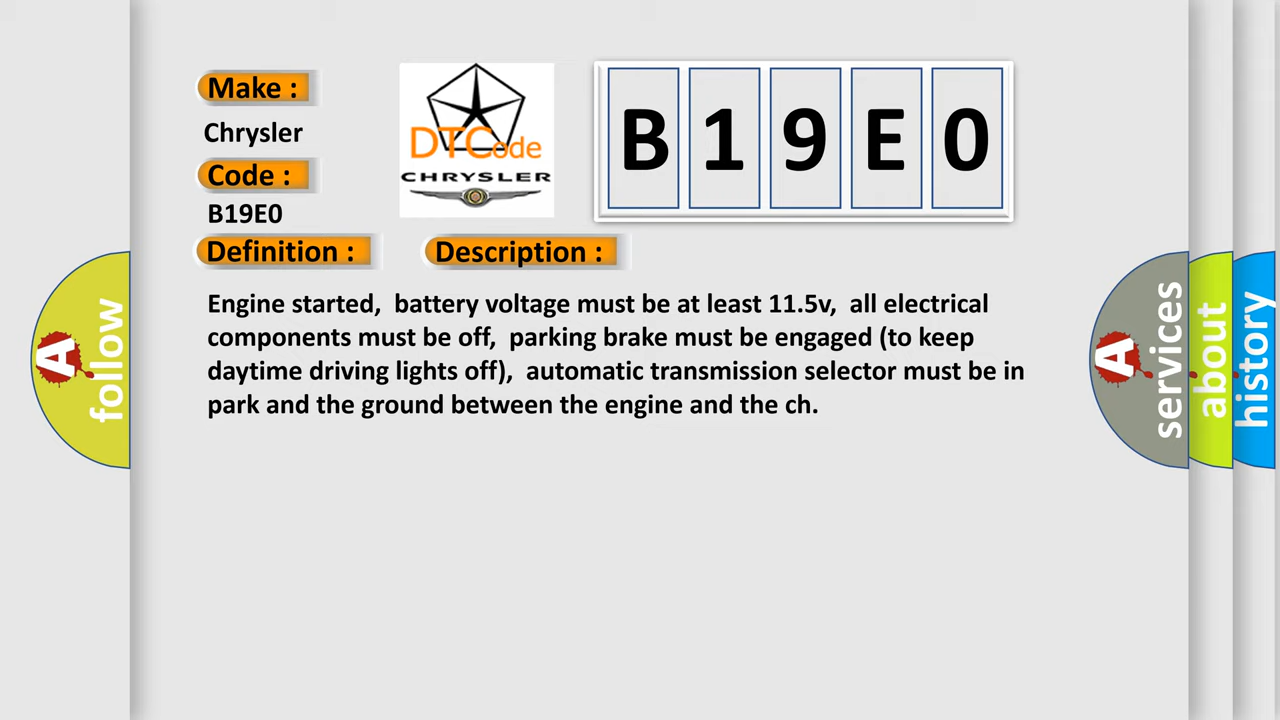 Make :
Chrysler
Code :
B19E0
Definition :
Description :
DTCode
CHRYSLER
B 1 9 E 0
Engine started, battery voltage must be at least 11.5v, all electrical
components must be off, parking brake must be engaged (to keep
daytime driving lights off), automatic transmission selector must be in
park and the ground between the engine and the ch.
A follow
A services
about
history